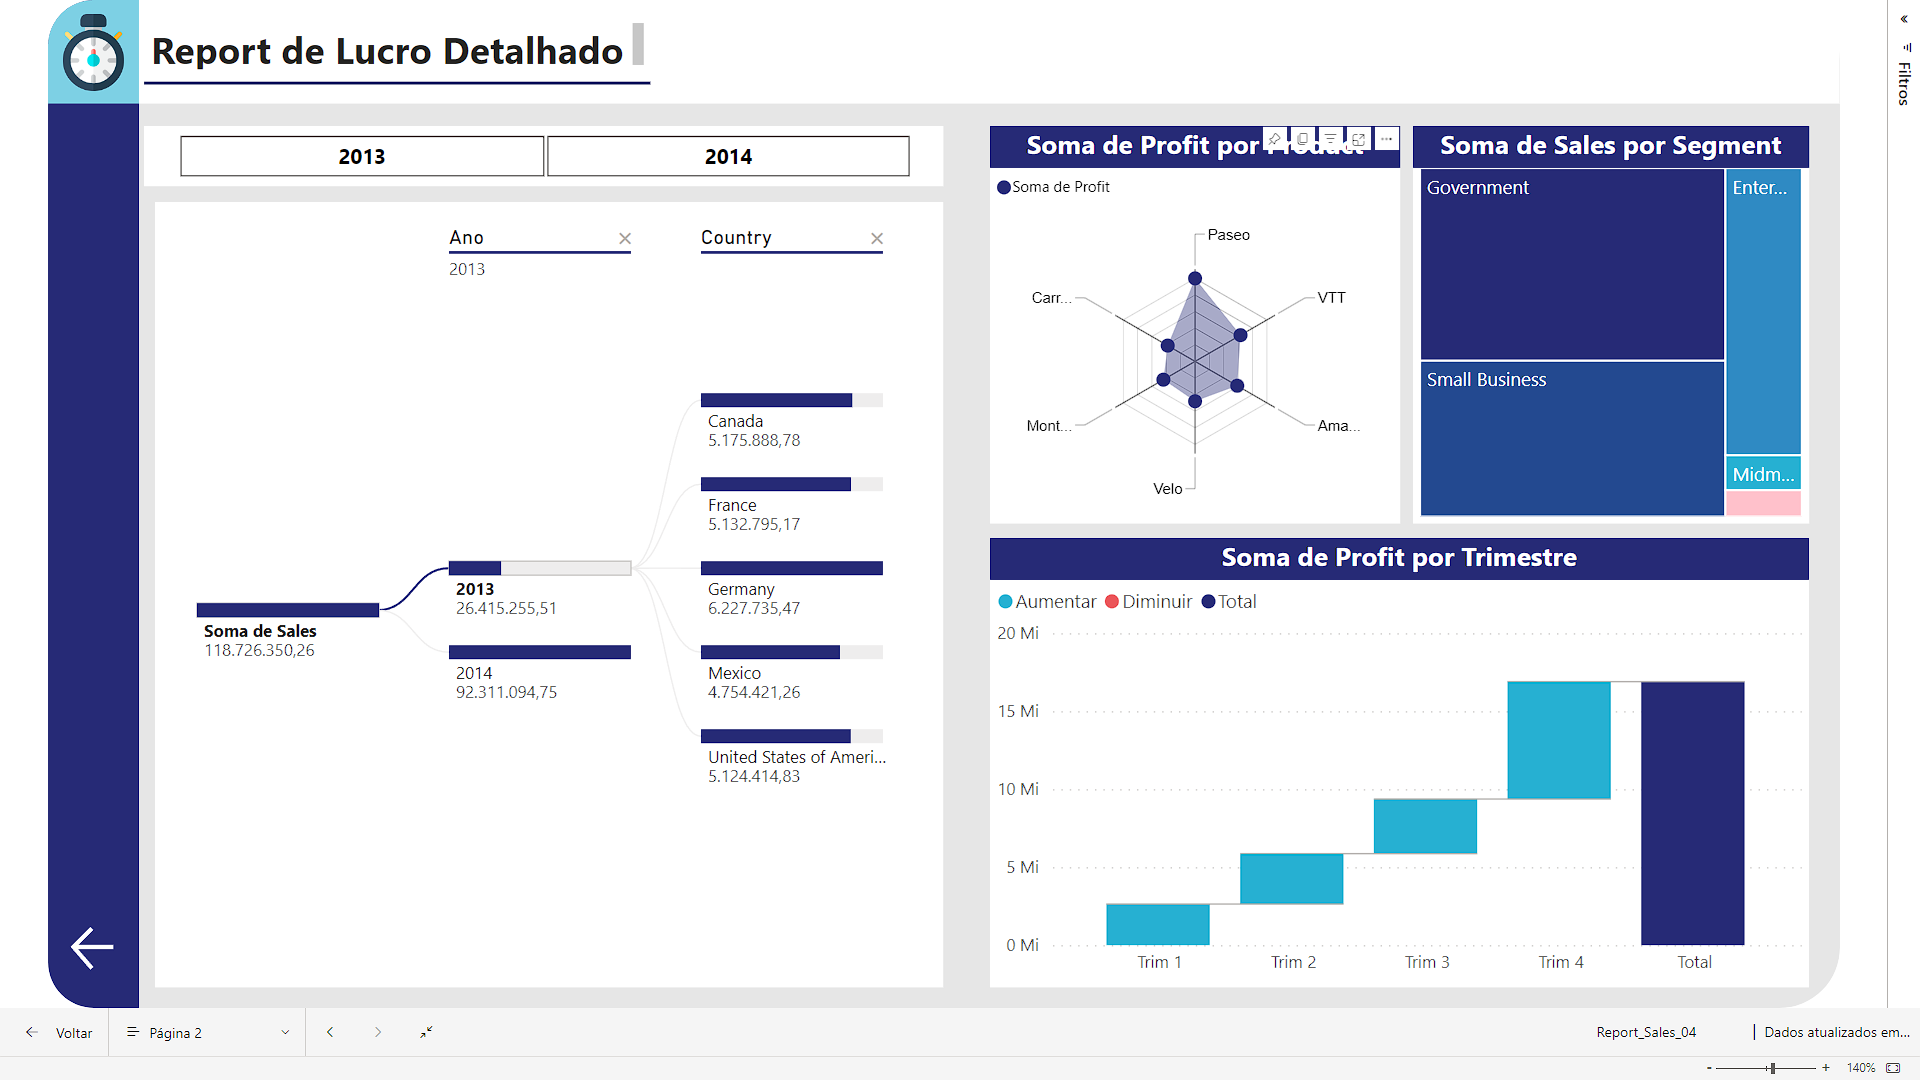 Report de Lucro Detalhado
Filtros
2013
2014
Ano
2013
Country
Soma de Sales
118.726.350,26
2013
26.415.255,51
2014
92.311.094,75
Canada
5.175.888,78
France
5.132.795,17
Germany
6.227.735,47
Mexico
4.754.421,26
United States of Ameri...
5.124.414,83
Soma de Profit por Product
Soma de Profit
Paseo
VTT
Ama...
Velo
Mont...
Carr...
Soma de Sales por Segment
Government
Enter...
Small Business
Midm...
Soma de Profit por Trimestre
Aumentar Diminuir Total
20 Mi
15 Mi
10 Mi
5 Mi
0 Mi
Trim 1 Trim 2 Trim 3 Trim 4 Total
Voltar
Página 2
Report_Sales_04 | Dados atualizados em...
- + 140%